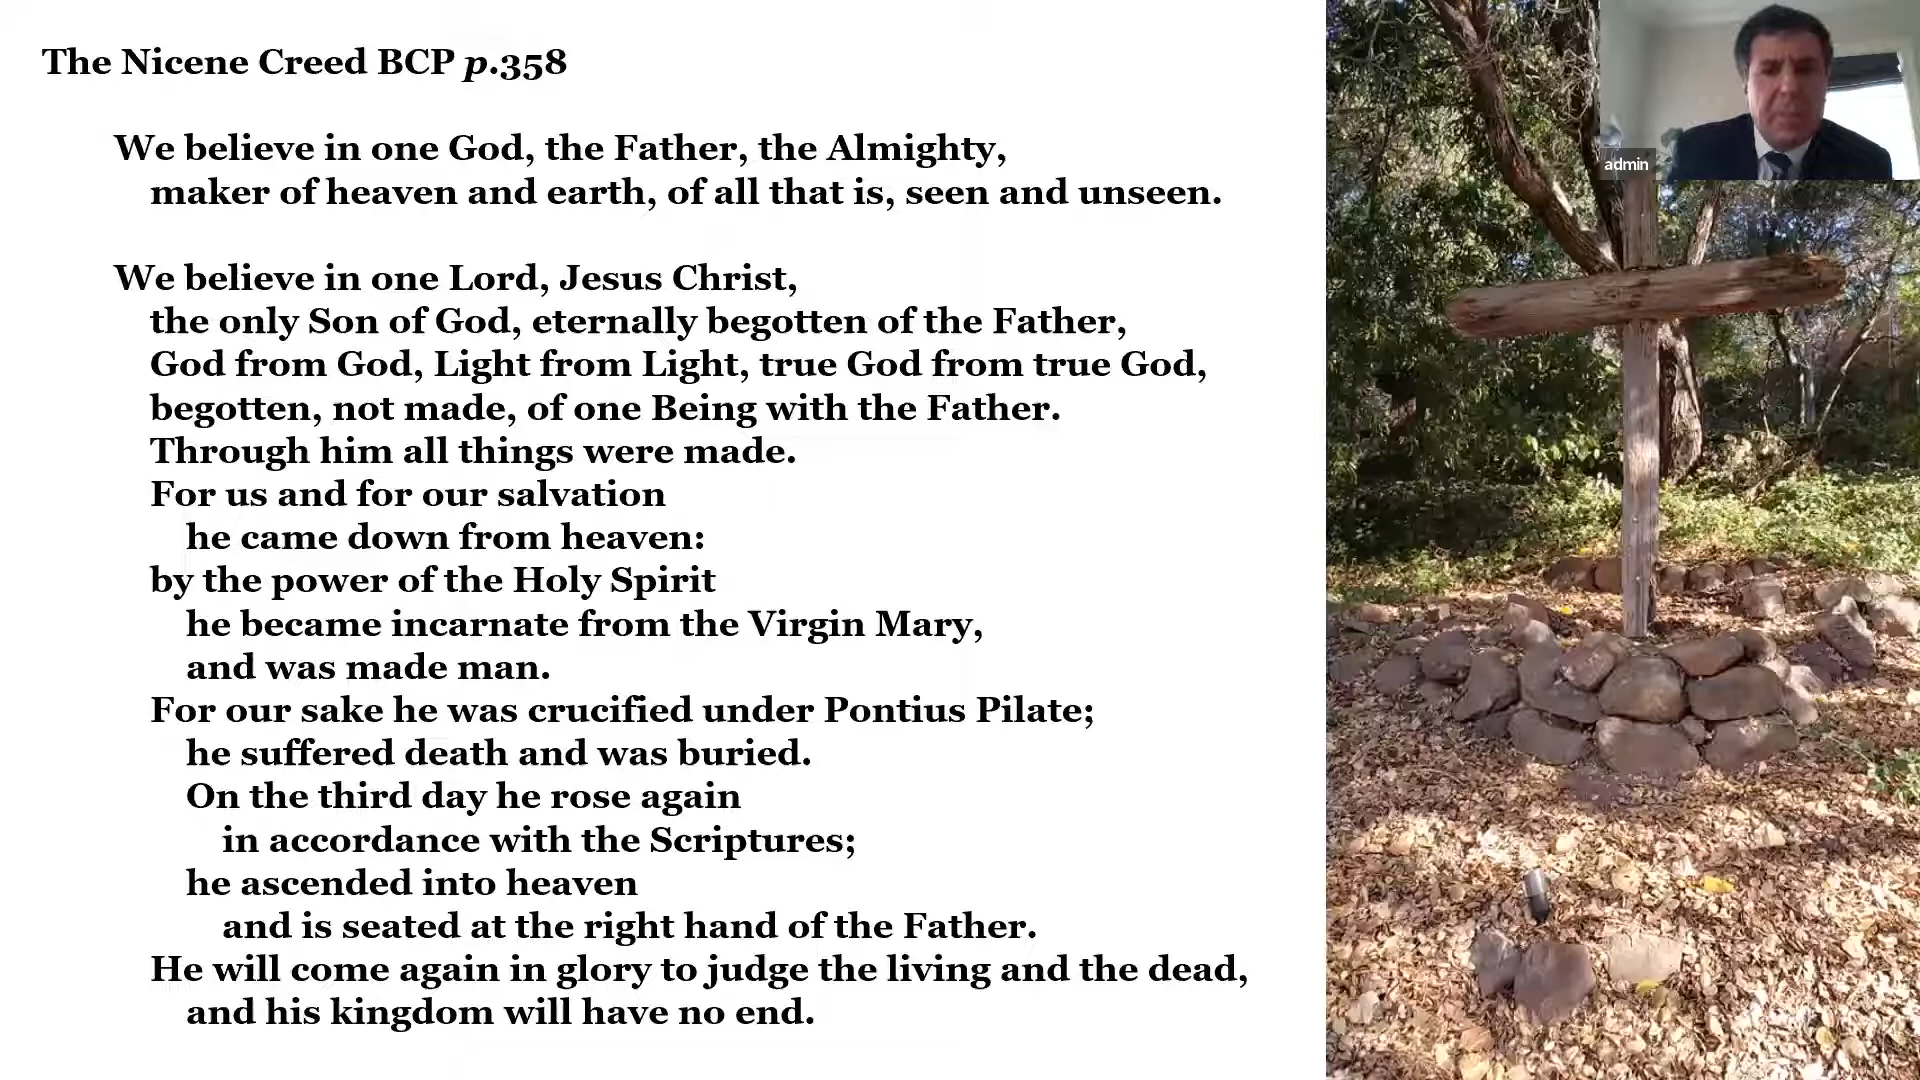 The Nicene Creed BCP p.358
We believe in one God, the Father, the Almighty,
maker of heaven and earth, of all that is, seen and unseen.
We believe in one Lord, Jesus Christ,
the only Son of God, eternally begotten of the Father,
God from God, Light from Light, true God from true God,
begotten, not made, of one Being with the Father.
Through him all things were made.
For us and for our salvation
he came down from heaven:
by the power of the Holy Spirit
he became incarnate from the Virgin Mary,
and was made man.
For our sake he was crucified under Pontius Pilate;
he suffered death and was buried.
On the third day he rose again
in accordance with the Scriptures;
he ascended into heaven
and is seated at the right hand of the Father.
He will come again in glory to judge the living and the dead,
and his kingdom will have no end.
admin